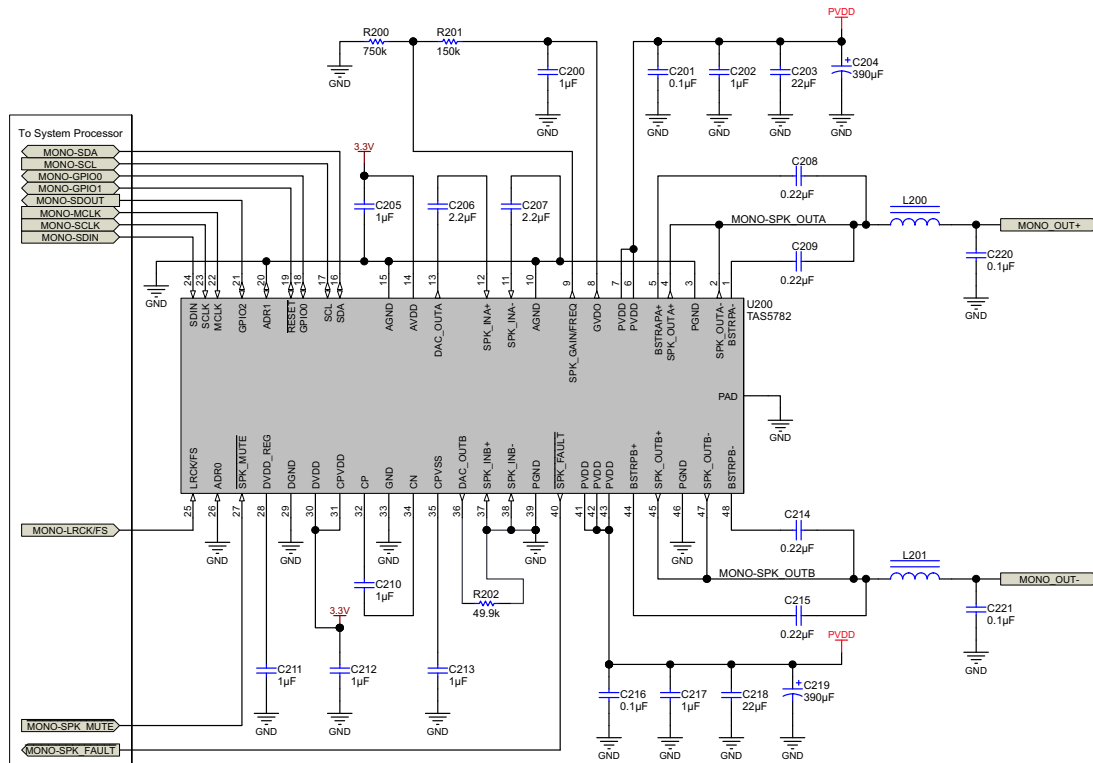 PVDD
R200
750k
R201
150k
GND
C200
1µF
GND
C201
0.1µF
GND
C202
1µF
GND
C203
22µF
GND
C204
+
390µF
GND
To System Processor
MONO-SDA
MONO-SCL
MONO-GPIO0
MONO-GPIO1
MONO-SDOUT
MONO-MCLK
MONO-SCLK
MONO-SDIN
3.3V
C205
1µF
C206
2.2µF
C207
2.2µF
C208
0.22µF
MONO-SPK_OUTA
C209
0.22µF
L200
MONO_OUT+
C220
0.1µF
GND
GND
24
23
22
21
20
19
18
17
16
15
14
13
12
11
10
9
8
7
6
5
4
3
2
1
SDIN
SCLK
MCLK
GPIO2
ADR1
RESET
GPIO0
SCL
SDA
AGND
AVDD
DAC_OUTA
SPK_INA+
SPK_INA-
AGND
SPK_GAIN/FREQ
GVDO
PVDD
PVDD
BSTRAPA+
SPK_OUTA+
PGND
SPK_OUTA-
BSTRPA-
U200
TAS5782
PAD
GND
LRCK/FS
ADR0
SPK_MUTE
DVDD_REG
DGND
DVDD
CPVDD
CP
GND
CN
CPVSS
DAC_OUTB
SPK_INB+
SPK_INB-
PGND
SPK_FAULT
PVDD
PVDD
PVDD
BSTRPB+
SPK_OUTB+
PGND
SPK_OUTB-
BSTRPB-
25
26
27
28
29
30
31
32
33
34
35
36
37
38
39
40
41
42
43
44
45
46
47
48
MONO-LRCK/FS
GND
GND
GND
GND
GND
C210
1µF
R202
49.9k
C214
0.22µF
MONO-SPK_OUTB
C215
0.22µF
L201
MONO_OUT-
C221
0.1µF
GND
3.3V
C211
1µF
GND
C212
1µF
GND
C213
1µF
GND
PVDD
C216
0.1µF
GND
C217
1µF
GND
C218
22µF
GND
+
C219
390µF
GND
MONO-SPK_MUTE
MONO-SPK_FAULT